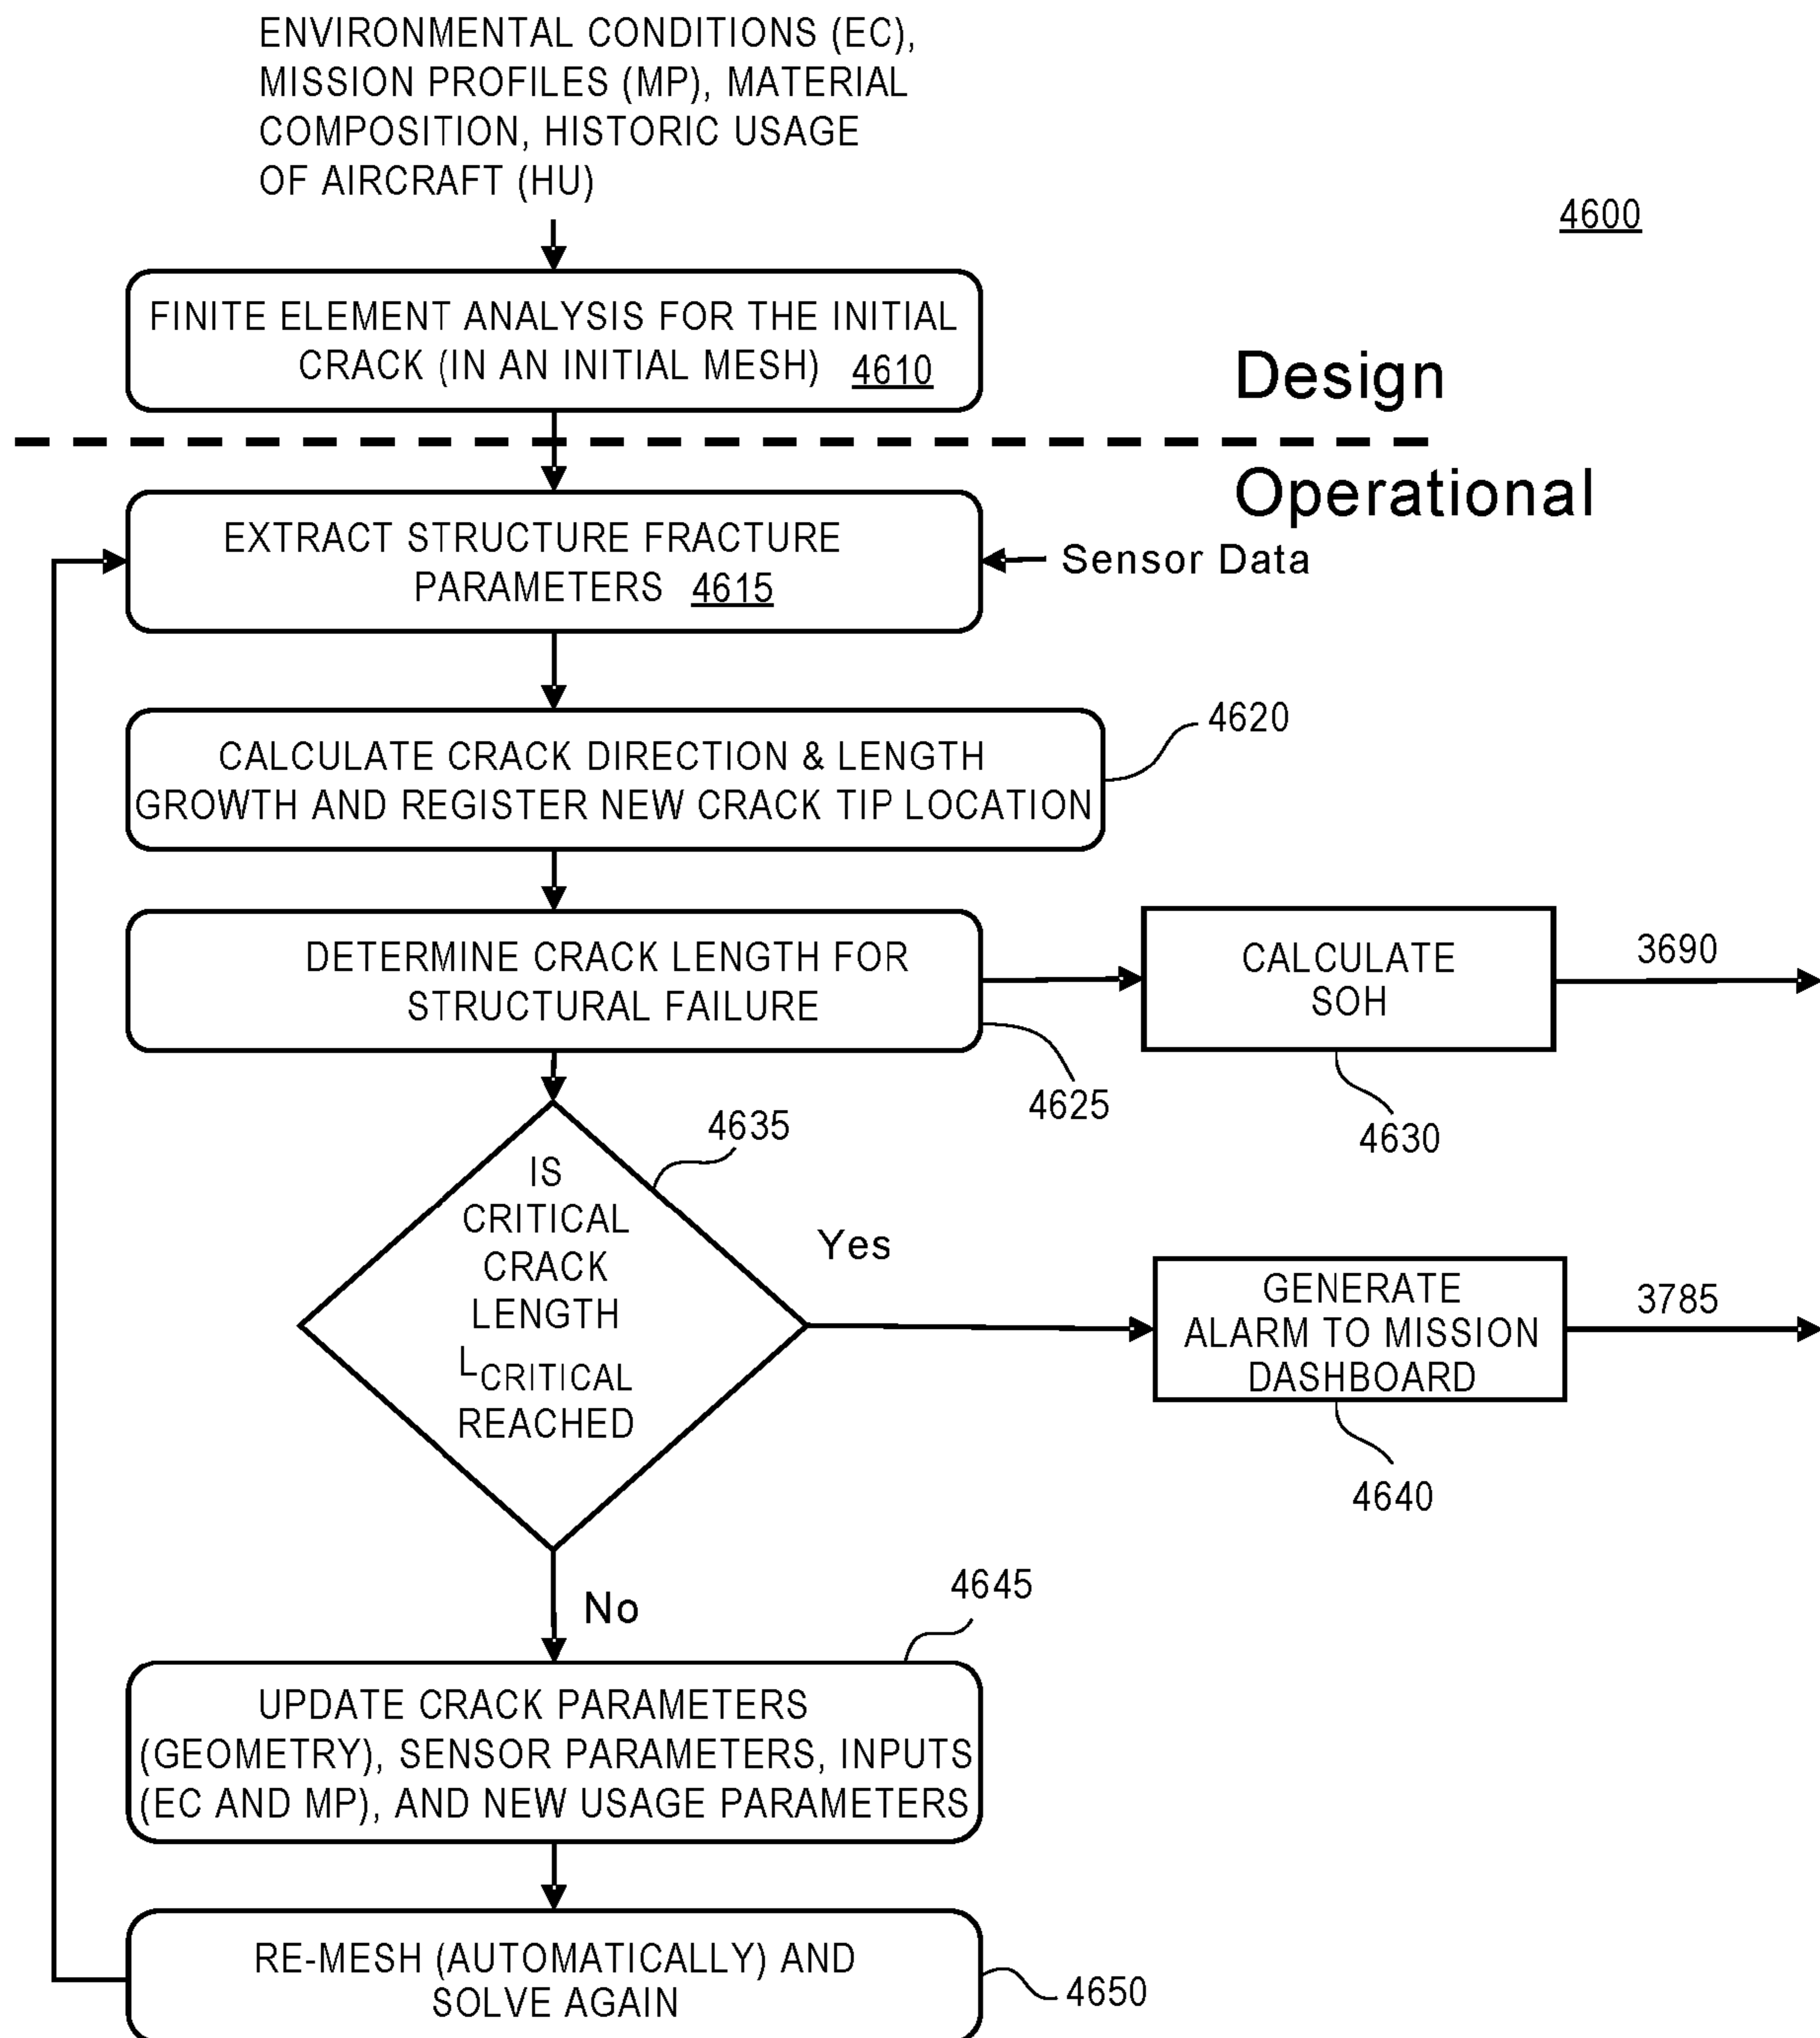 ENVIRONMENTAL CONDITIONS (EC),
MISSION PROFILES (MP), MATERIAL
COMPOSITION, HISTORIC USAGE
OF AIRCRAFT (HU)
4600
FINITE ELEMENT ANALYSIS FOR THE INITIAL
CRACK (IN AN INITIAL MESH) 4610
Design
Operational
EXTRACT STRUCTURE FRACTURE
PARAMETERS 4615
Sensor Data
CALCULATE CRACK DIRECTION & LENGTH
GROWTH AND REGISTER NEW CRACK TIP LOCATION
4620
DETERMINE CRACK LENGTH FOR
STRUCTURAL FAILURE
4625
CALCULATE
SOH
3690
4630
IS
CRITICAL
CRACK
LENGTH
LCRITICAL
REACHED
4635
Yes
GENERATE
ALARM TO MISSION
DASHBOARD
3785
4640
No
4645
UPDATE CRACK PARAMETERS
(GEOMETRY), SENSOR PARAMETERS, INPUTS
(EC AND MP), AND NEW USAGE PARAMETERS
RE-MESH (AUTOMATICALLY) AND
SOLVE AGAIN
4650